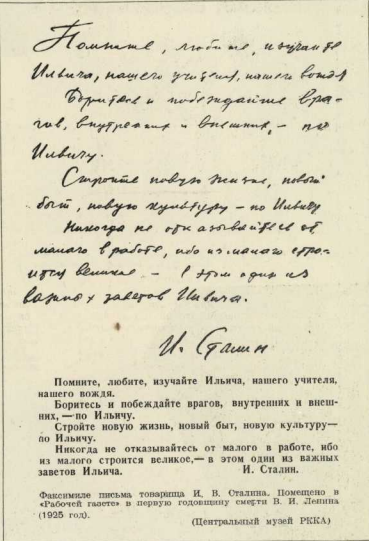 Помните, любите, изучайте
Ильича, нашего учителя, нашего вождя
Боритесь и побеждайте вра-
гов, внутренних и внешних, – по
Ильичу.
Стройте новую жизнь, новый
быт, новую культуру – по Ильичу
Никогда не отказывайтесь от
малого в работе, ибо из малого стро-
ится великое – в этом один из
важных заветов Ильича.
И. Сталин
Помните, любите, изучайте Ильича, нашего учителя,
нашего вождя.
Боритесь и побеждайте врагов, внутренних и внеш-
них,—по Ильичу.
Стройте новую жизнь, новый быт, новую культуру—
по Ильичу.
Никогда не отказывайтесь от малого в работе, ибо
из малого строится великое,— в этом один из важных
заветов Ильича. И. Сталин.
Факсимиле письма товарища И. В. Сталина. Помещено в
«Рабочей газете» в первую годовщину смерти В. И. Ленина
(1925 год).
(Центральный музей РККА)